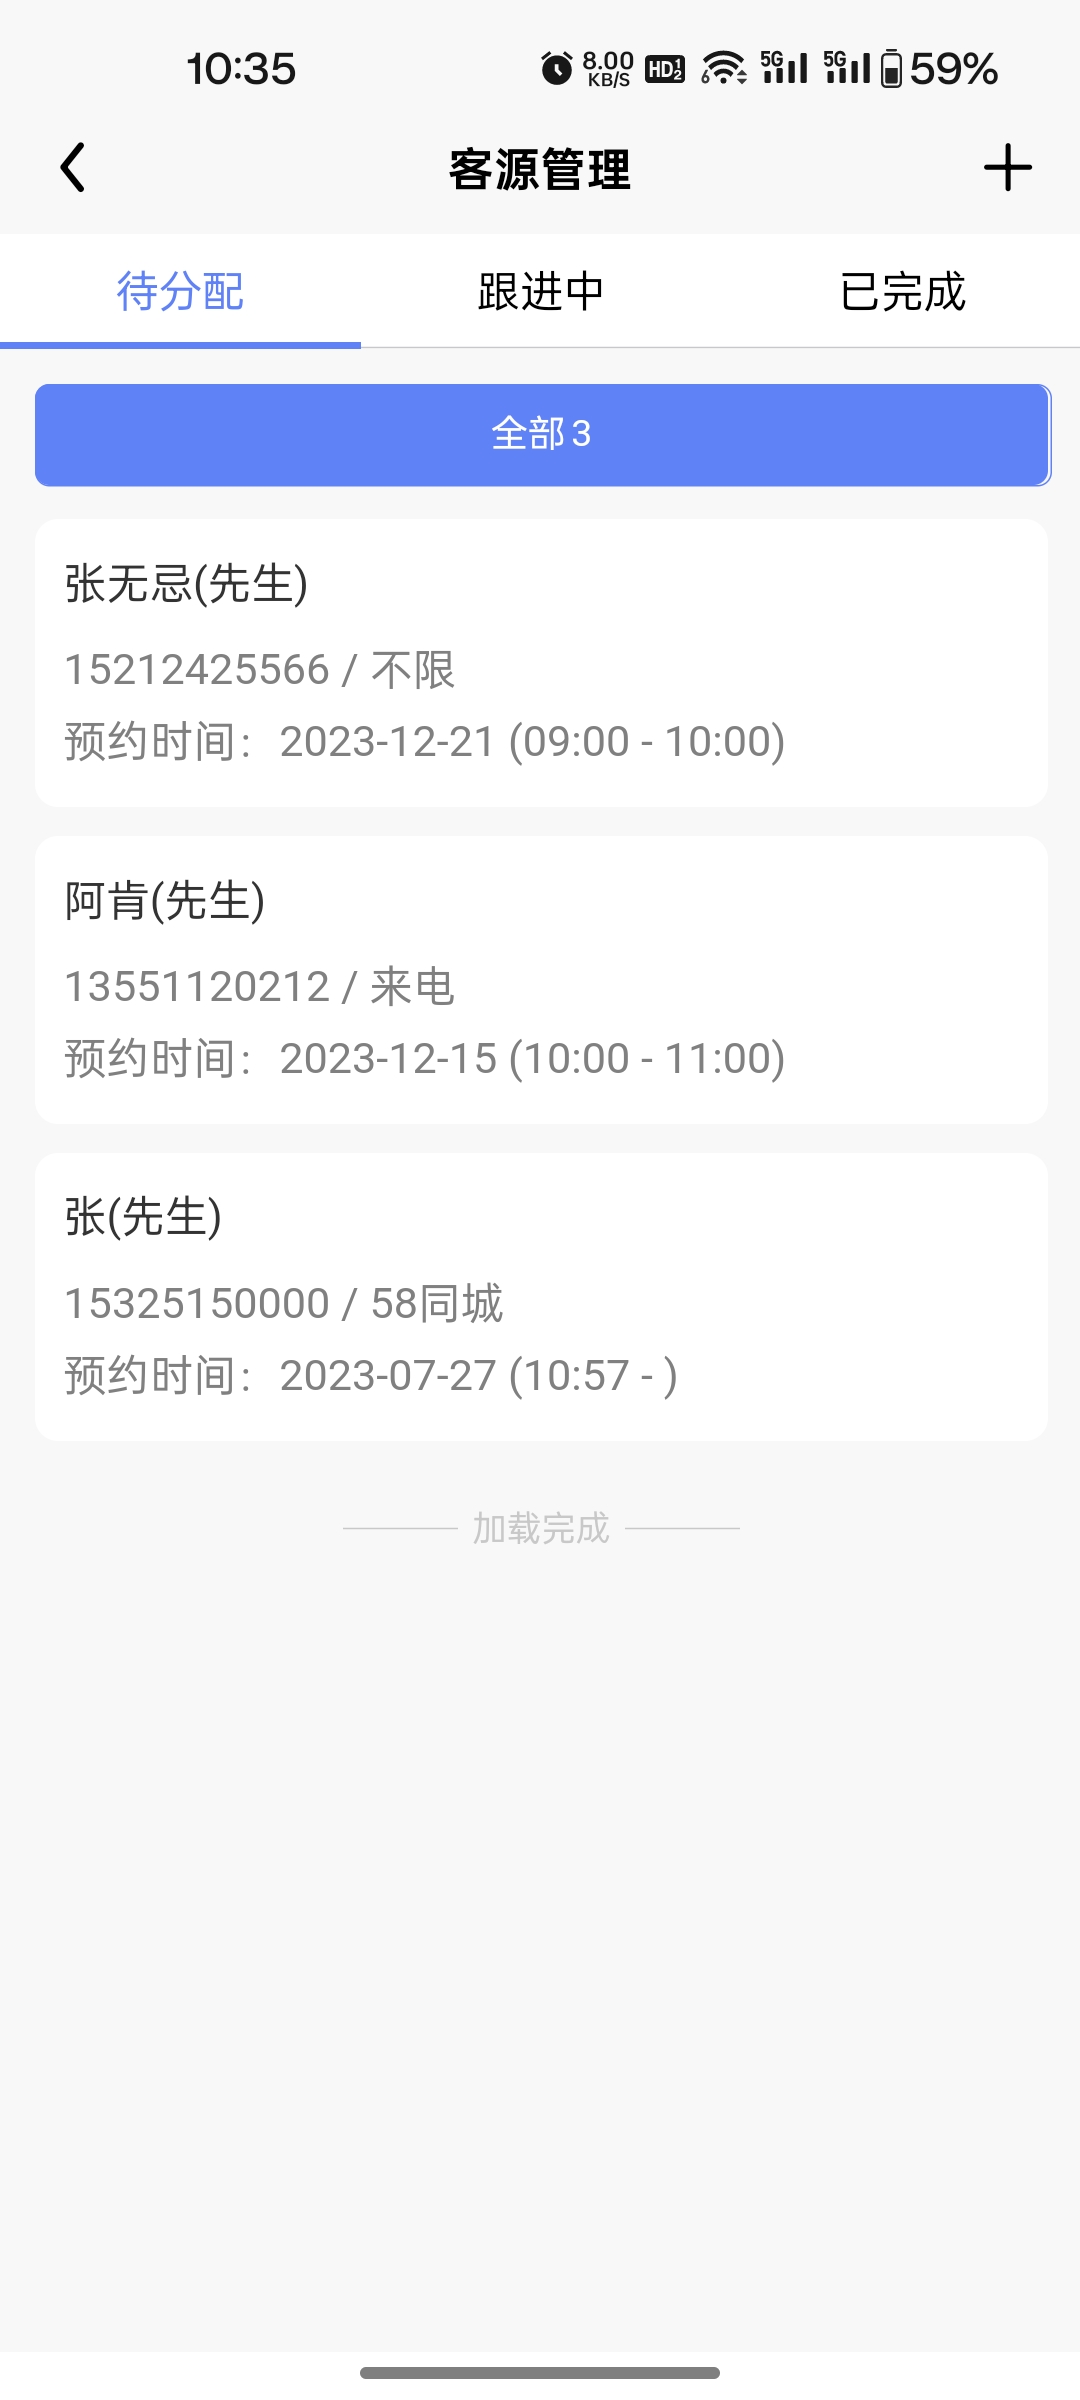 10:35
8.00 KB/S HD 1 2 6 5G 5G 59%
客源管理
待分配 跟进中 已完成
全部 3
张无忌(先生)
15212425566 / 不限
预约时间： 2023-12-21 (09:00 - 10:00)
阿肯(先生)
13551120212 / 来电
预约时间： 2023-12-15 (10:00 - 11:00)
张(先生)
15325150000 / 58同城
预约时间： 2023-07-27 (10:57 - )
加载完成